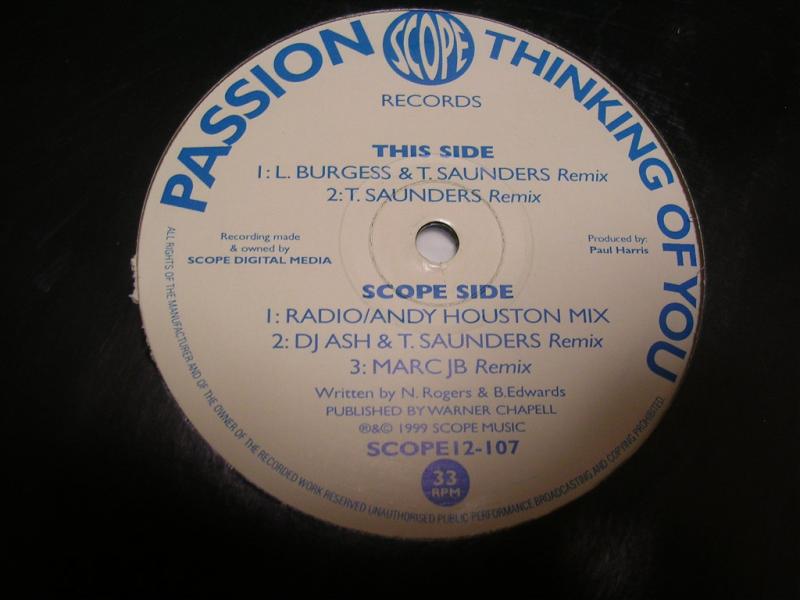 PASSION
SCOPE
THINKING OF YOU
RECORDS
THIS SIDE
1: L. BURGESS & T. SAUNDERS Remix
2: T. SAUNDERS Remix
Recording made
& owned by
SCOPE DIGITAL MEDIA
Produced by:
Paul Harris
SCOPE SIDE
1: RADIO/ANDY HOUSTON MIX
2: DJ ASH & T. SAUNDERS Remix
3: MARC JB Remix
Written by N. Rogers & B.Edwards
PUBLISHED BY WARNER CHAPELL
®&© 1999 SCOPE MUSIC
SCOPE12-107
33
RPM
ALL RIGHTS OF THE MANUFACTURER AND OF THE OWNER OF THE RECORDED WORK RESERVED UNAUTHORISED PUBLIC PERFORMANCE, BROADCASTING AND COPYING PROHIBITED.